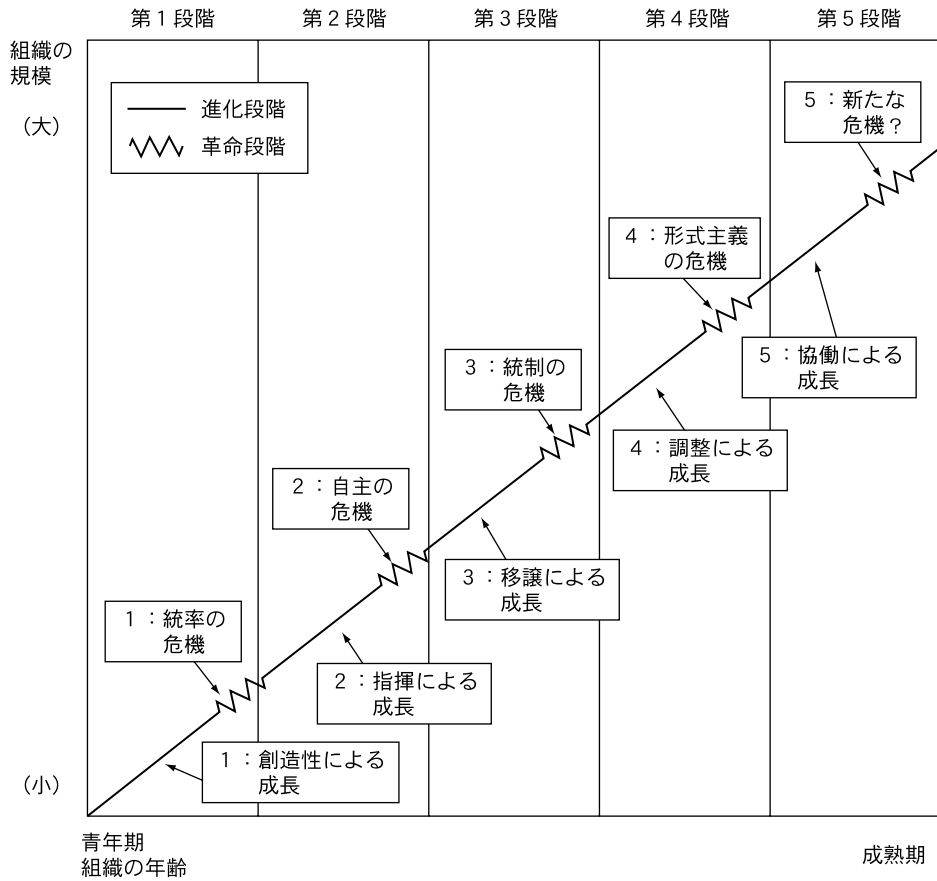 第１段階
第２段階
第３段階
第４段階
第５段階
組織の
規模
（大）
進化段階
革命段階
５：新たな
危機？
４：形式主義
の危機
５：協働による
成長
３：統制の
危機
４：調整による
成長
２：自主の
危機
３：移譲による
成長
１：統率の
危機
２：指揮による
成長
１：創造性による
成長
（小）
青年期
組織の年齢
成熟期